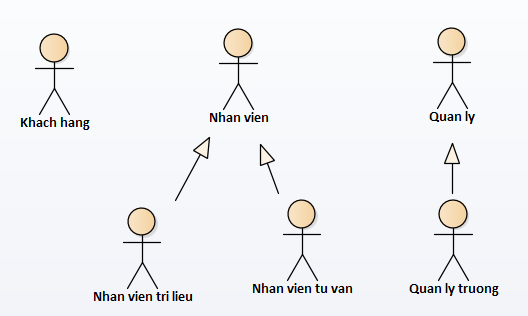 Khach hang
Nhan vien
Quan ly
Nhan vien tri lieu
Nhan vien tu van
Quan ly truong